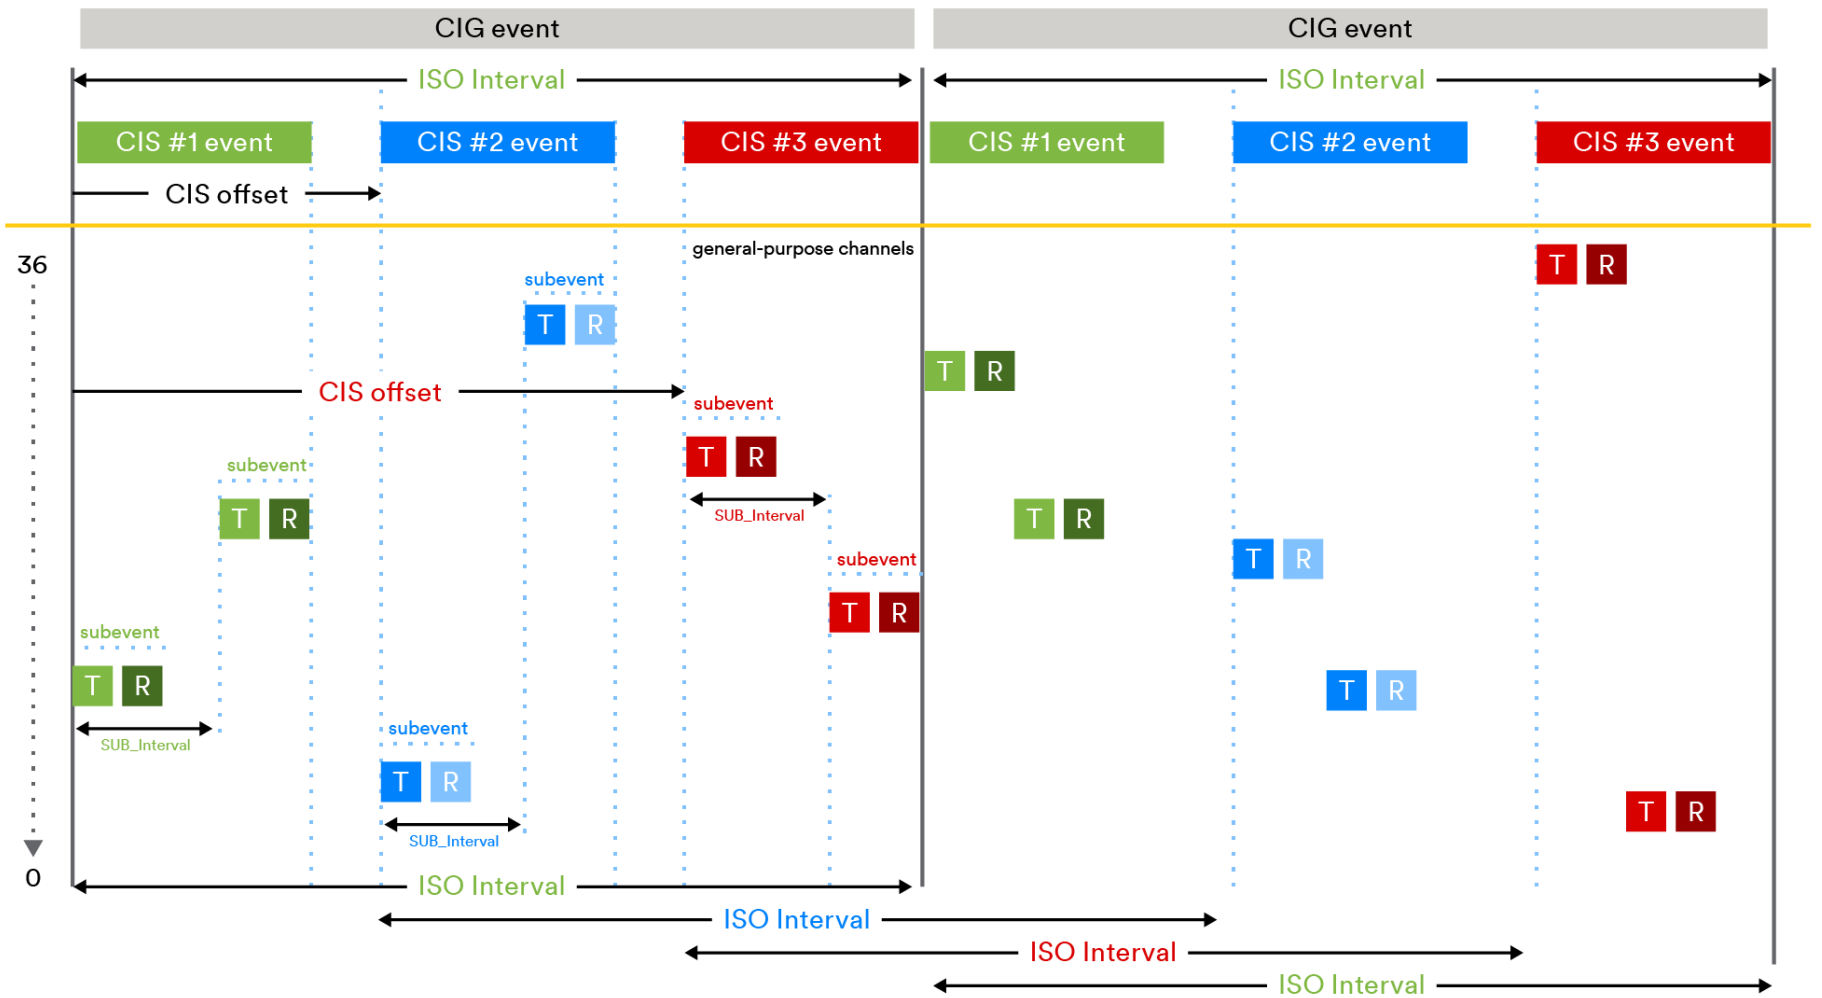 CIG event
CIG event
ISO Interval
ISO Interval
CIS #1 event
CIS #2 event
CIS #3 event
CIS #1 event
CIS #2 event
CIS #3 event
CIS offset
general-purpose channels
36
T R
subevent
T R
T R
CIS offset
subevent
T R
subevent
SUB_Interval
T R
T R
subevent
T R
T R
subevent
T R
T R
subevent
SUB_Interval
T R
T R
SUB_Interval
0
ISO Interval
ISO Interval
ISO Interval
ISO Interval